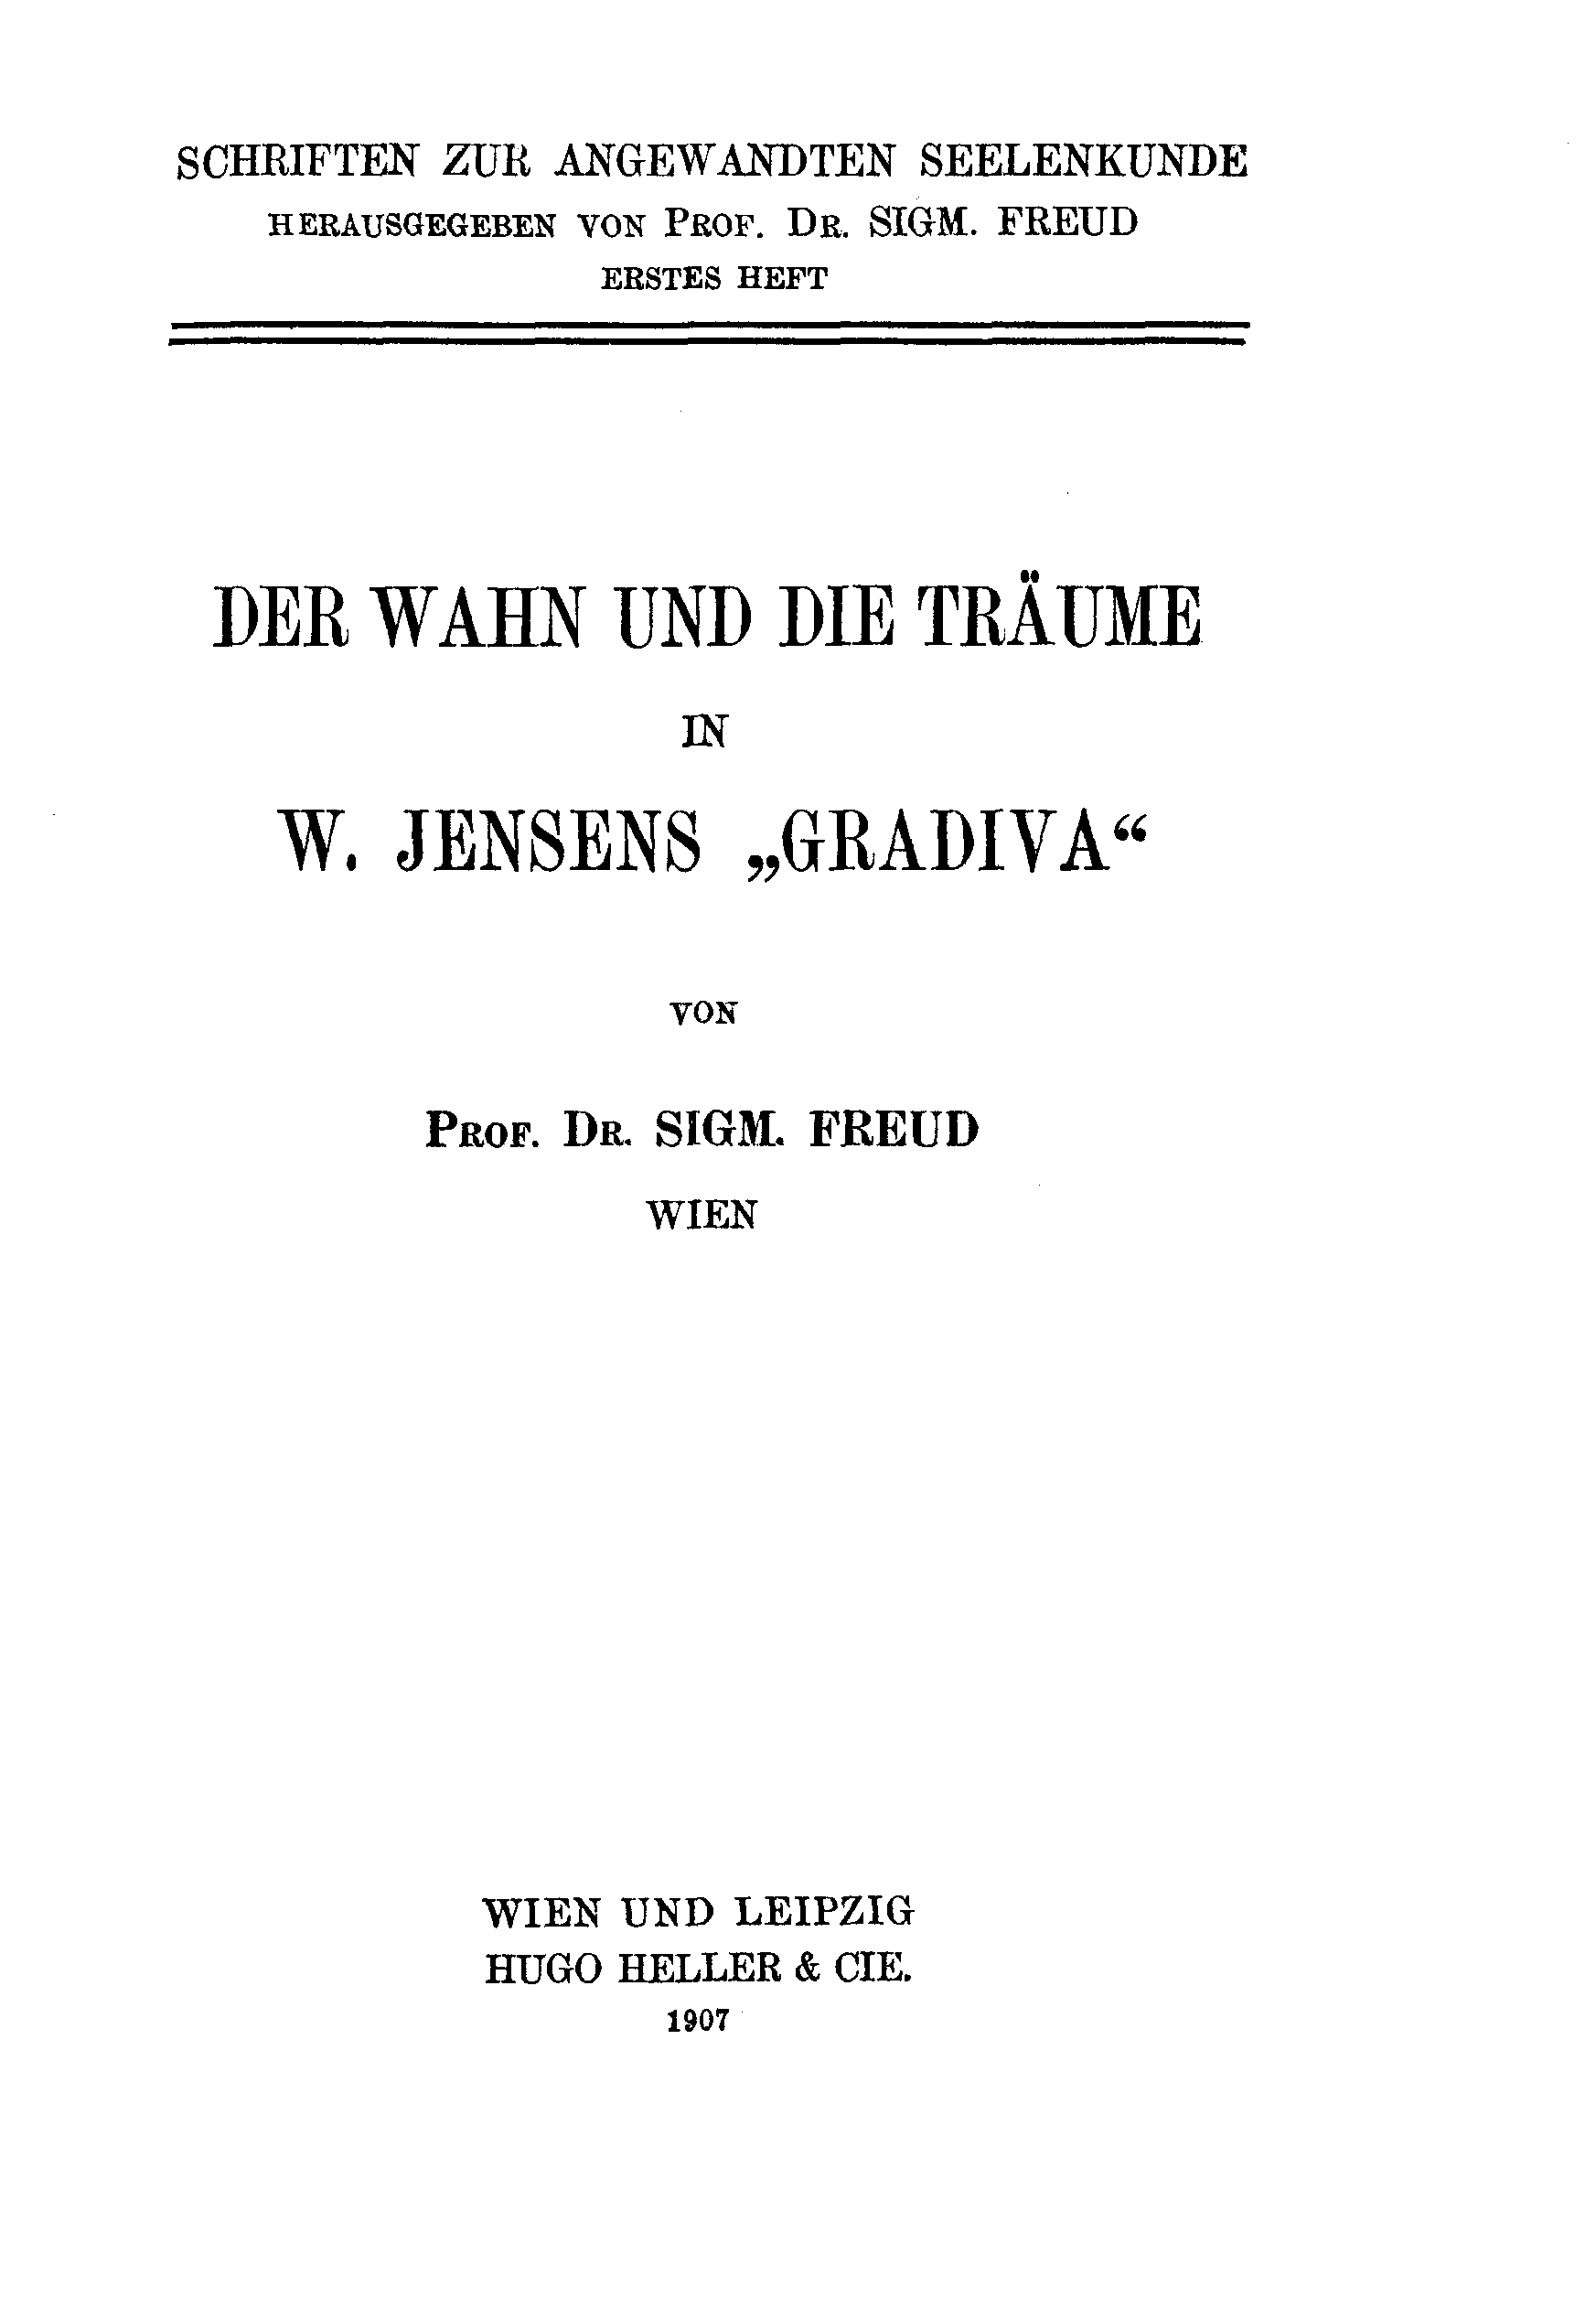 SCHRIFTEN ZUR ANGEWANDTEN SEELENKUNDE
HERAUSGEGEBEN VON PROF. DR. SIGM. FREUD
ERSTES HEFT
DER WAHN UND DIE TRÄUME
IN
W. JENSENS „GRADIVA“
VON
PROF. DR. SIGM. FREUD
WIEN
WIEN UND LEIPZIG
HUGO HELLER & CIE.
1907